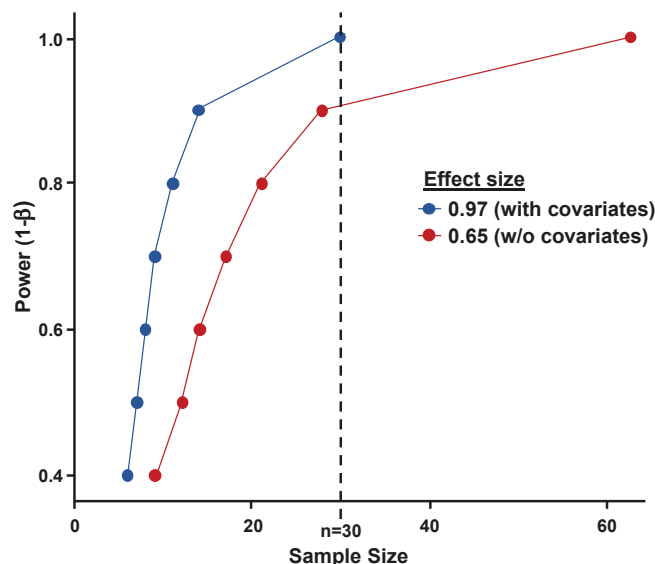 1.0
0.8
0.6
0.4
Power (1-β)
Effect size
0.97 (with covariates)
0.65 (w/o covariates)
0
20
n=30
40
60
Sample Size